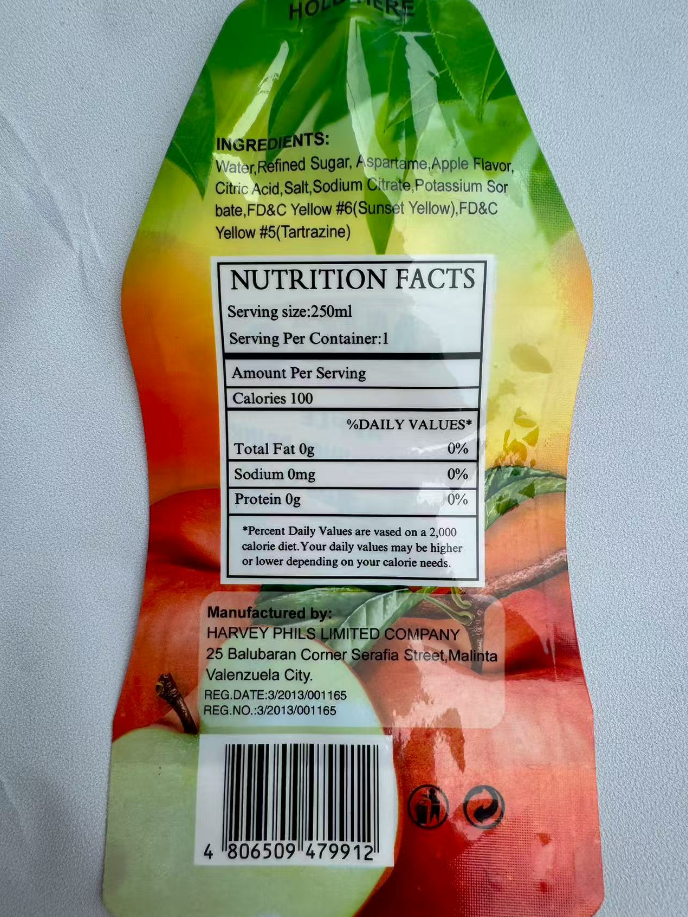 HOLD HERE
INGREDIENTS:
Water,Refined Sugar, Aspartame,Apple Flavor,
Citric Acid,Salt,Sodium Citrate,Potassium Sor
bate,FD&C Yellow #6(Sunset Yellow),FD&C
Yellow #5(Tartrazine)
NUTRITION FACTS
Serving size:250ml
Serving Per Container:1
Amount Per Serving
Calories 100
%DAILY VALUES*
Total Fat 0g 0%
Sodium 0mg 0%
Protein 0g 0%
*Percent Daily Values are vased on a 2,000
calorie diet.Your daily values may be higher
or lower depending on your calorie needs.
Manufactured by:
HARVEY PHILS LIMITED COMPANY
25 Balubaran Corner Serafia Street,Malinta
Valenzuela City.
REG.DATE:3/2013/001165
REG.NO.:3/2013/001165
4 806509 479912